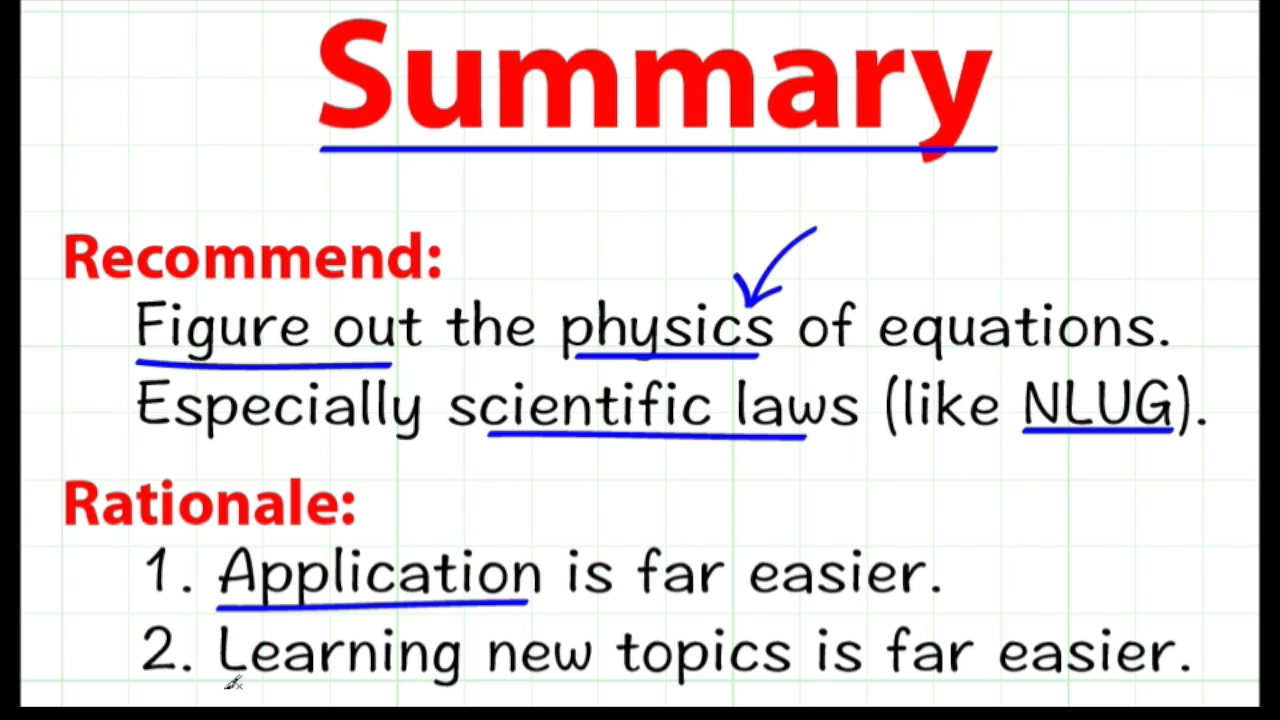 Summary
Recommend:
Figure out the physics of equations.
Especially scientific laws (like NLUG).
Rationale:
1. Application is far easier.
2. Learning new topics is far easier.